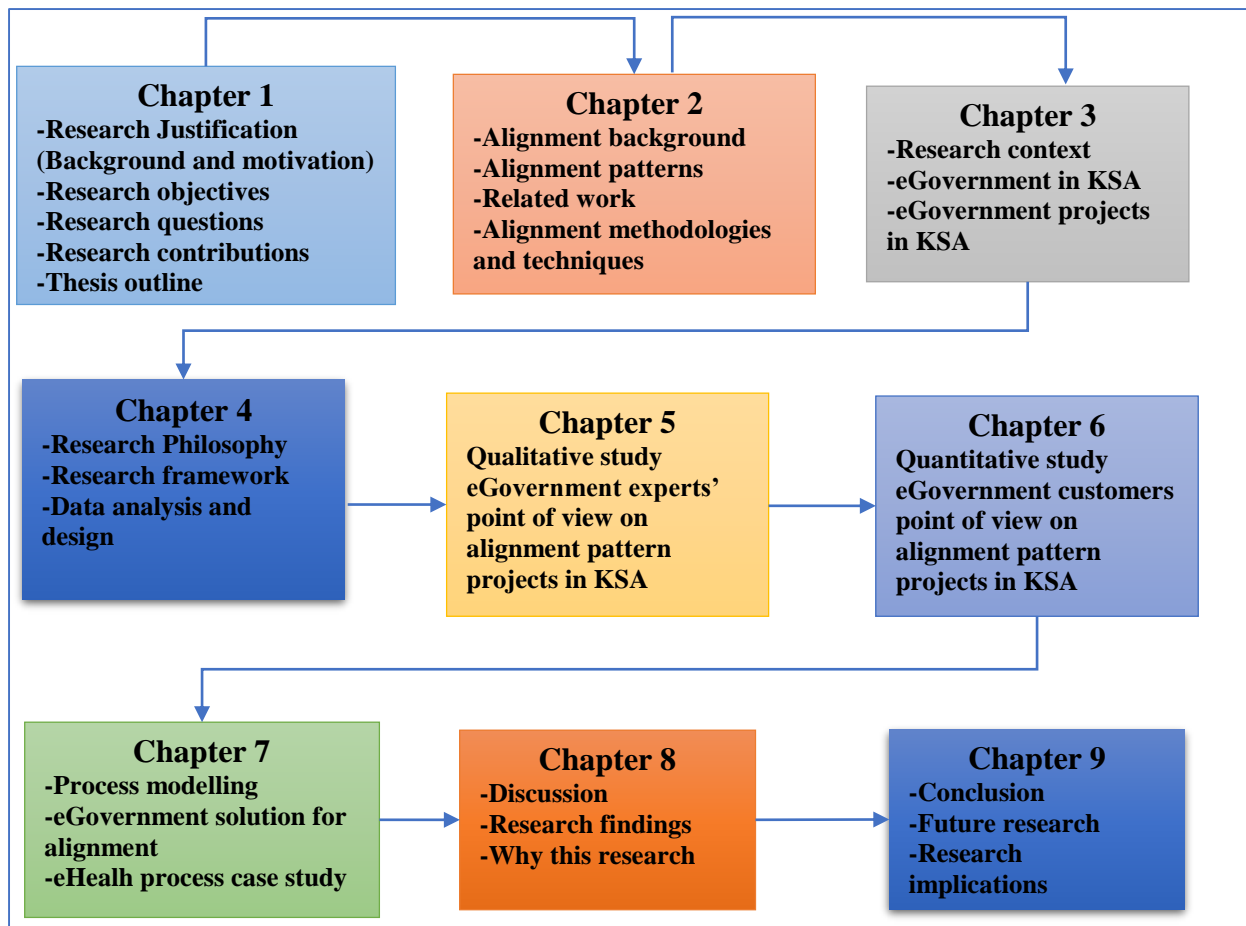 Chapter 1
-Research Justification
(Background and motivation)
-Research objectives
-Research questions
-Research contributions
-Thesis outline
Chapter 2
-Alignment background
-Alignment patterns
-Related work
-Alignment methodologies
and techniques
Chapter 3
-Research context
-eGovernment in KSA
-eGovernment projects
in KSA
Chapter 4
-Research Philosophy
-Research framework
-Data analysis and
design
Chapter 5
Qualitative study
eGovernment experts’
point of view on
alignment pattern
projects in KSA
Chapter 6
Quantitative study
eGovernment customers
point of view on
alignment pattern
projects in KSA
Chapter 7
-Process modelling
-eGovernment solution for
alignment
-eHealh process case study
Chapter 8
-Discussion
-Research findings
-Why this research
Chapter 9
-Conclusion
-Future research
-Research
implications